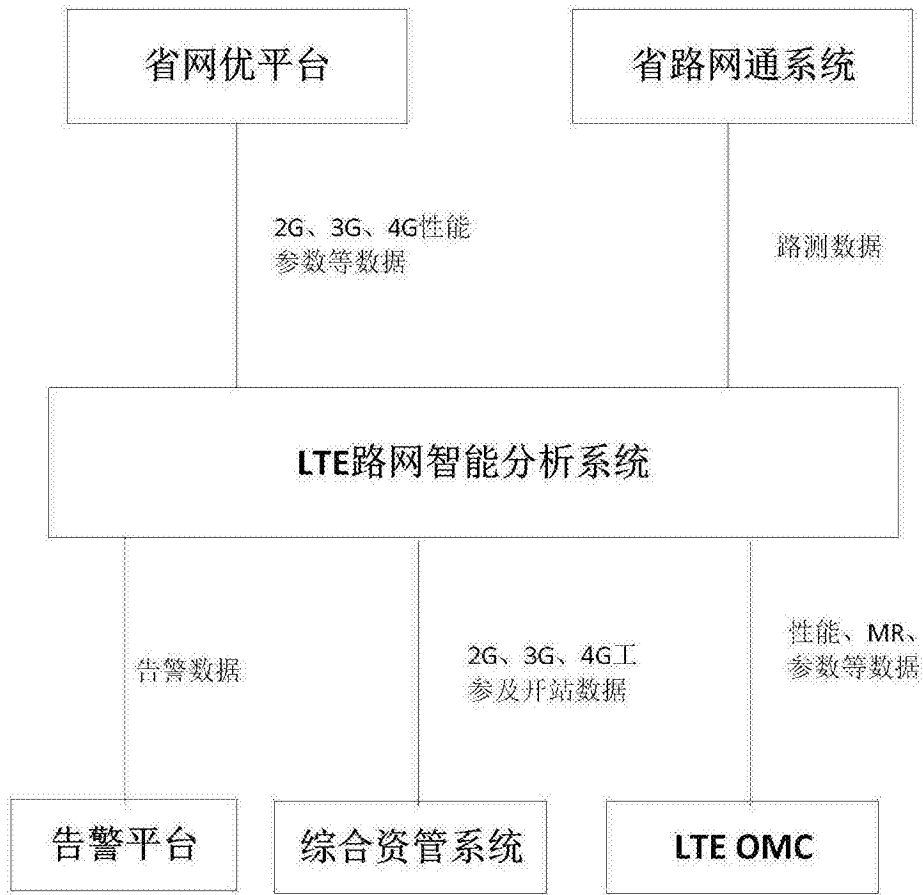 省网优平台
省路网通系统
2G、3G、4G性能
参数等数据
路测数据
LTE路网智能分析系统
告警数据
2G、3G、4G工
参及开站数据
性能、MR、
参数等数据
告警平台
综合资管系统
LTE OMC